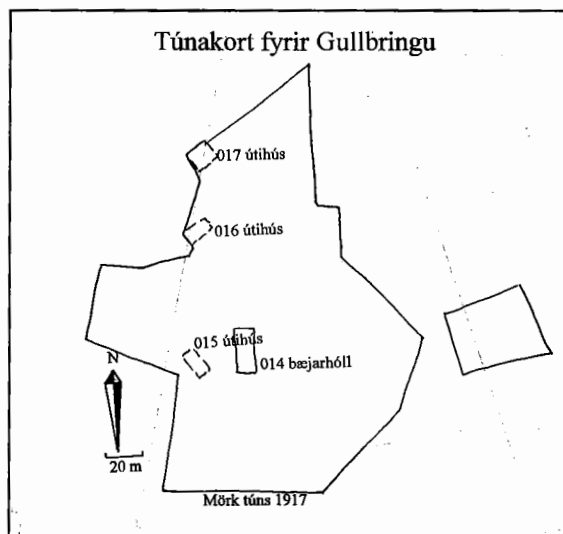 Túnakort fyrir Gullbringu
017 útihús
016 útihús
015 útihús
014 bæjarhóll
N
20 m
Mörk túns 1917